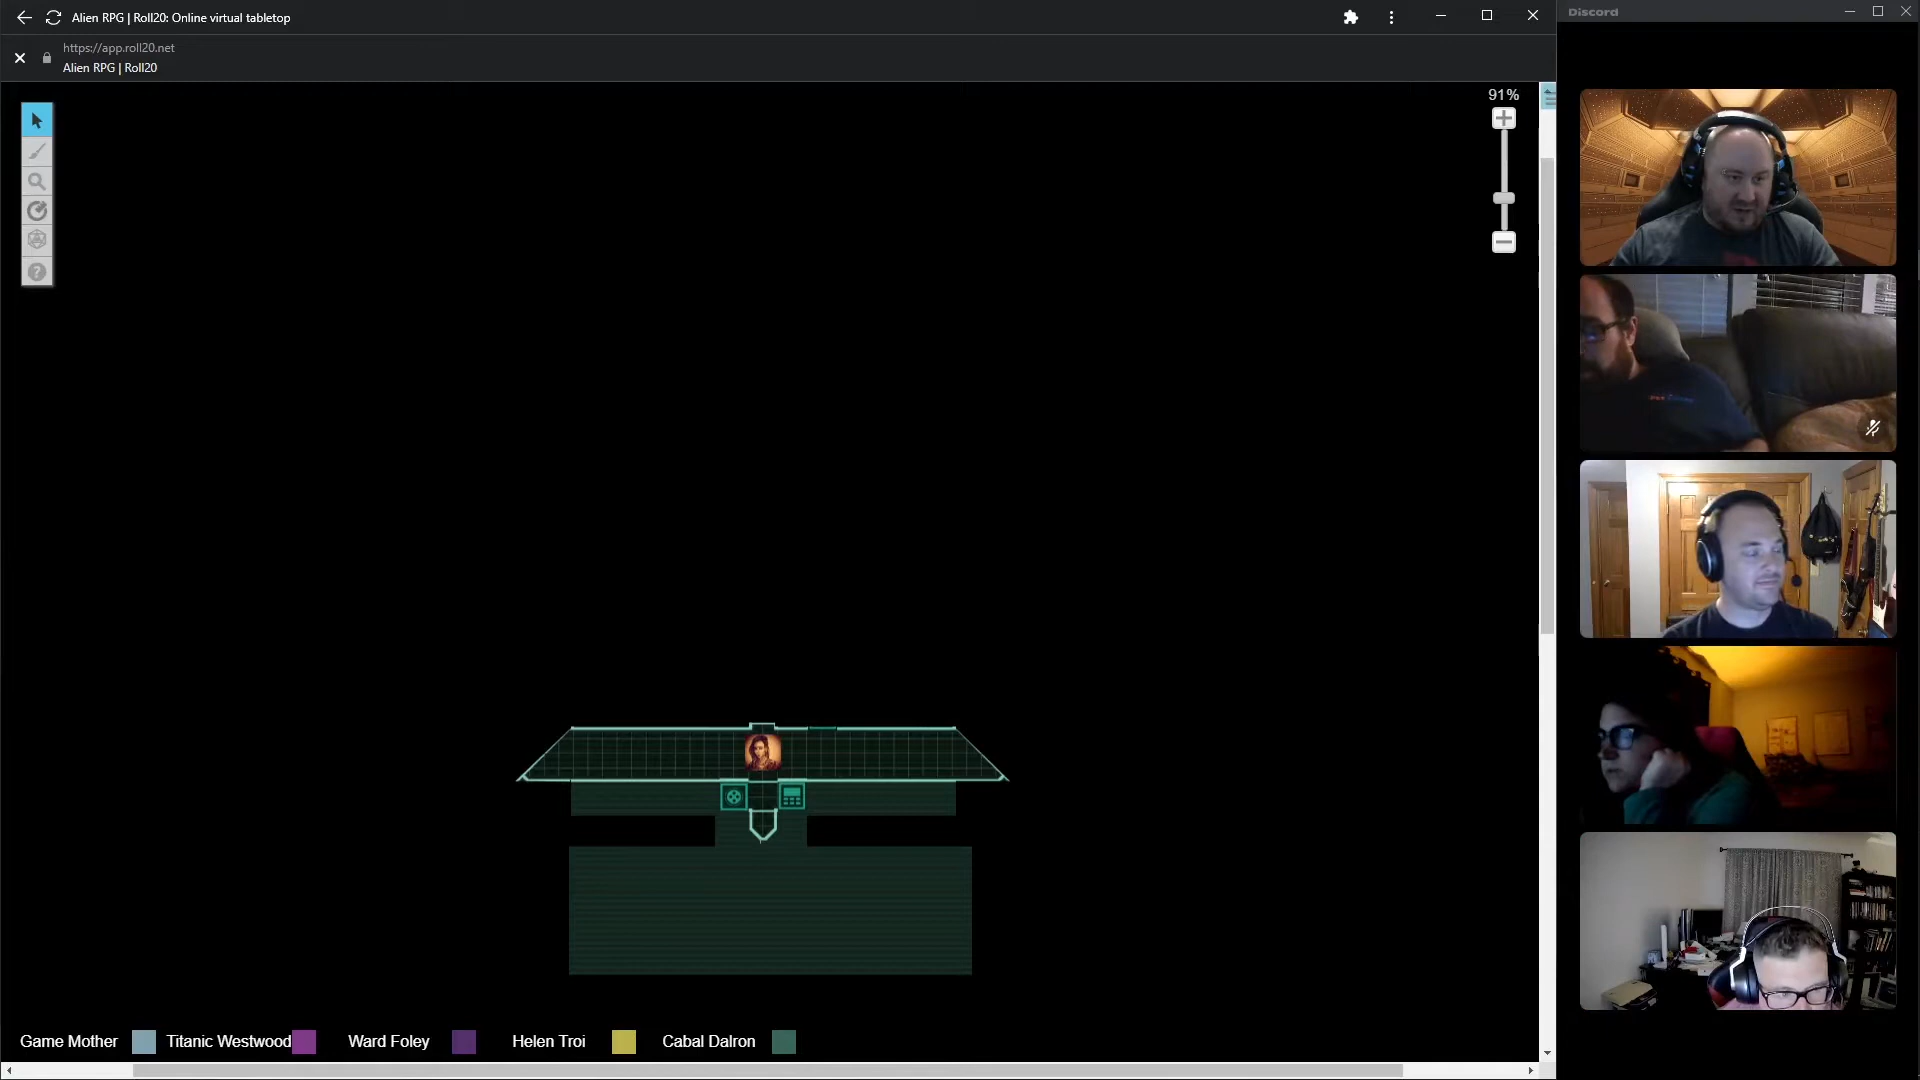 Alien RPG | Roll20: Online virtual tabletop
https://app.roll20.net
Alien RPG | Roll20
91%
Discord
Game Mother
Titanic Westwood
Ward Foley
Helen Troi
Cabal Dalron